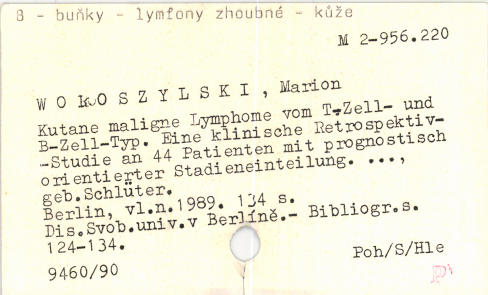 B - buňky - lymfony zhoubné - kůže
M 2-956.220
W O K O S Z Y L S K I , Marion
Kutane maligne Lymphome vom T-Zell- und
B-Zell-Typ. Eine klinische Retrospektiv-
-Studie an 44 Patienten mit prognostisch
orientierter Stadieneinteilung. ...,
geb.Schlüter.
Berlin, vl.n.1989. 134 s.
Dis.Svob.univ.v Berlíně.- Bibliogr.s.
124-134.
Poh/S/Hle
9460/90
P